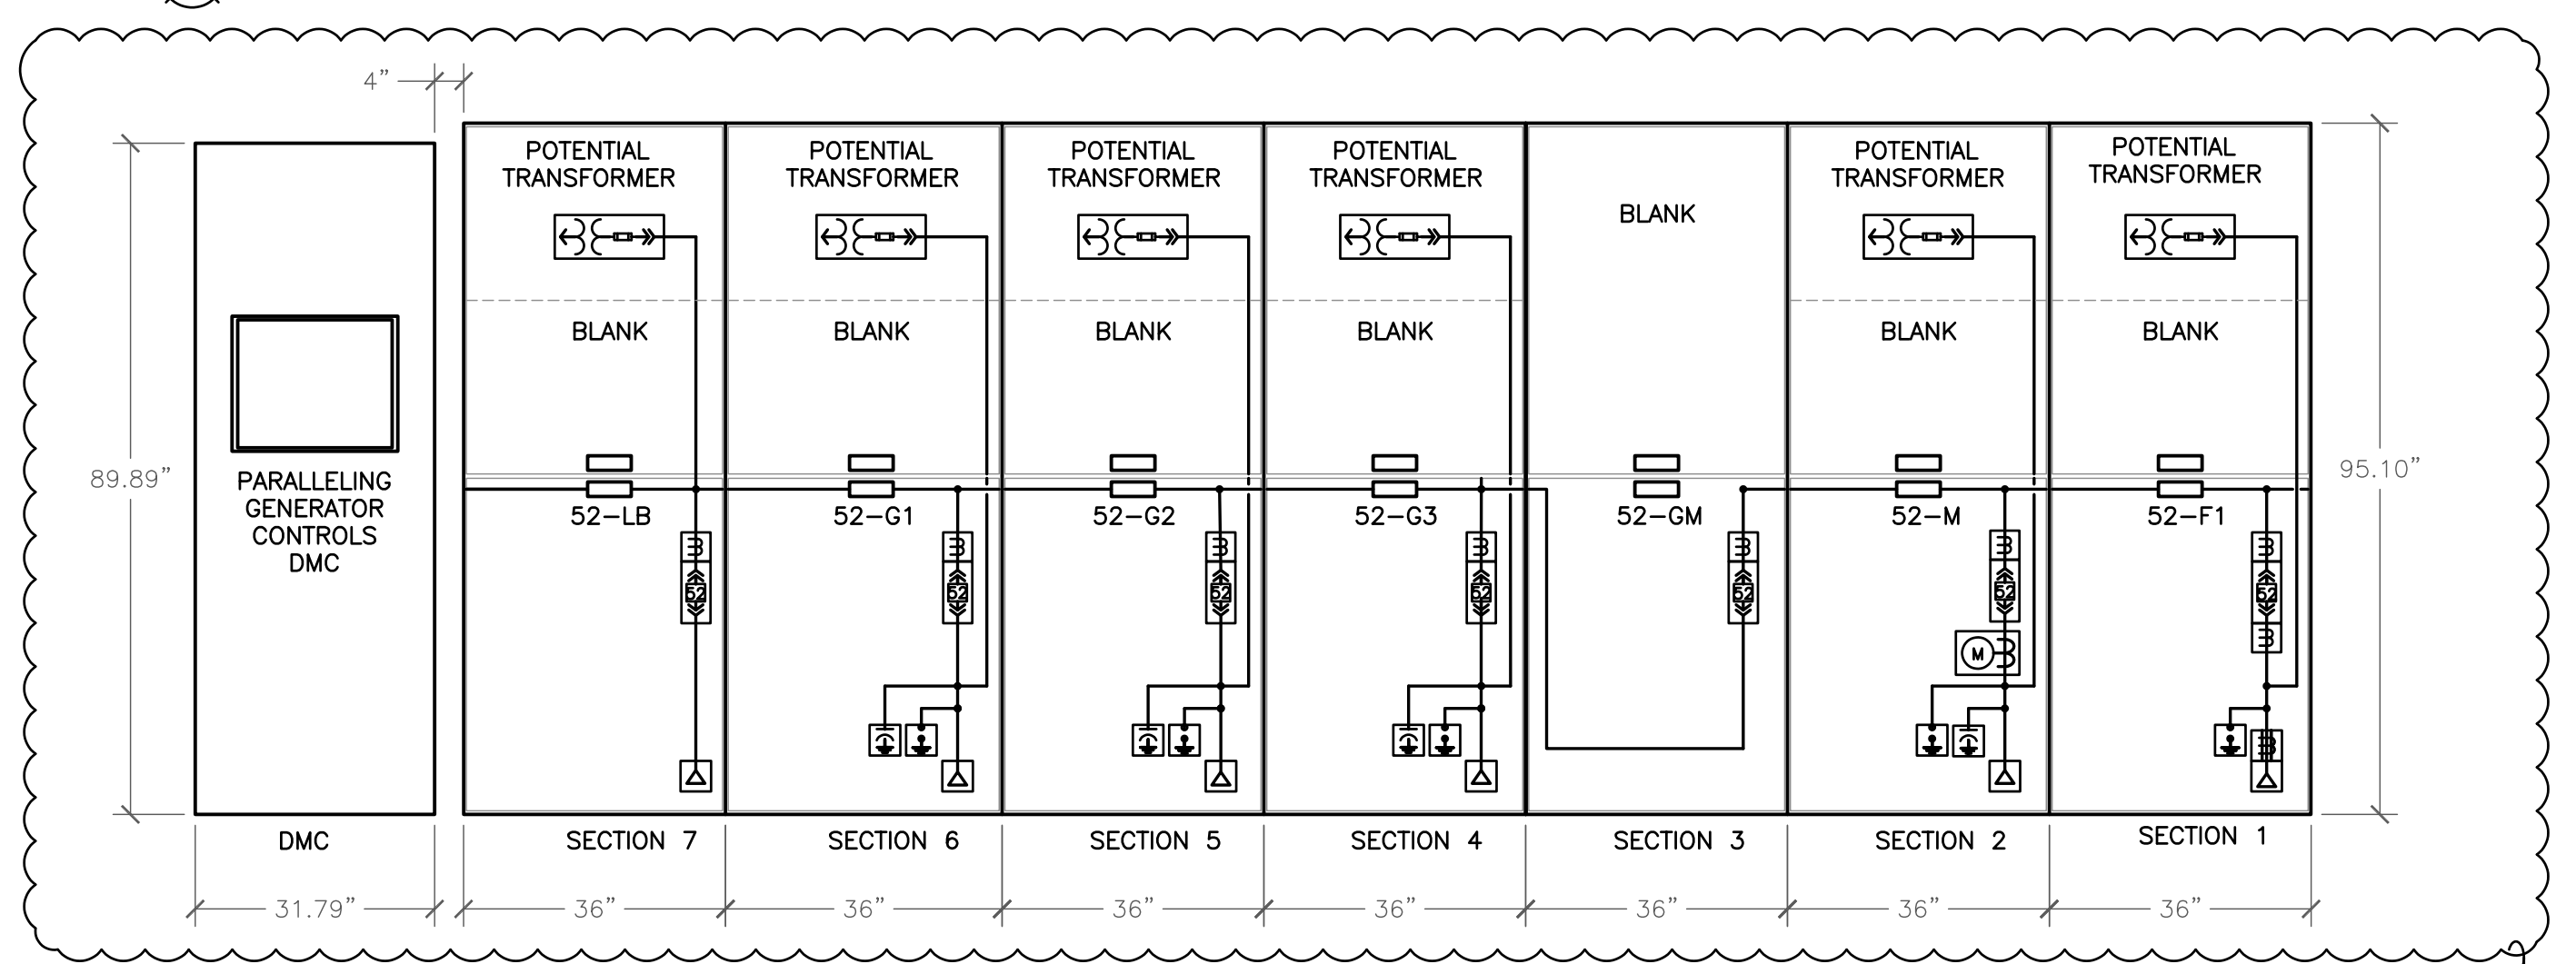 4”
POTENTIAL
TRANSFORMER
POTENTIAL
TRANSFORMER
POTENTIAL
TRANSFORMER
POTENTIAL
TRANSFORMER
BLANK
POTENTIAL
TRANSFORMER
POTENTIAL
TRANSFORMER
BLANK
BLANK
BLANK
BLANK
BLANK
BLANK
89.89”
PARALLELING
GENERATOR
CONTROLS
DMC
95.10”
52-LB
52-G1
52-G2
52-G3
52-GM
52-M
52-F1
52
52
52
52
52
52
52
M
DMC
SECTION 7
SECTION 6
SECTION 5
SECTION 4
SECTION 3
SECTION 2
SECTION 1
31.79”
36”
36”
36”
36”
36”
36”
36”